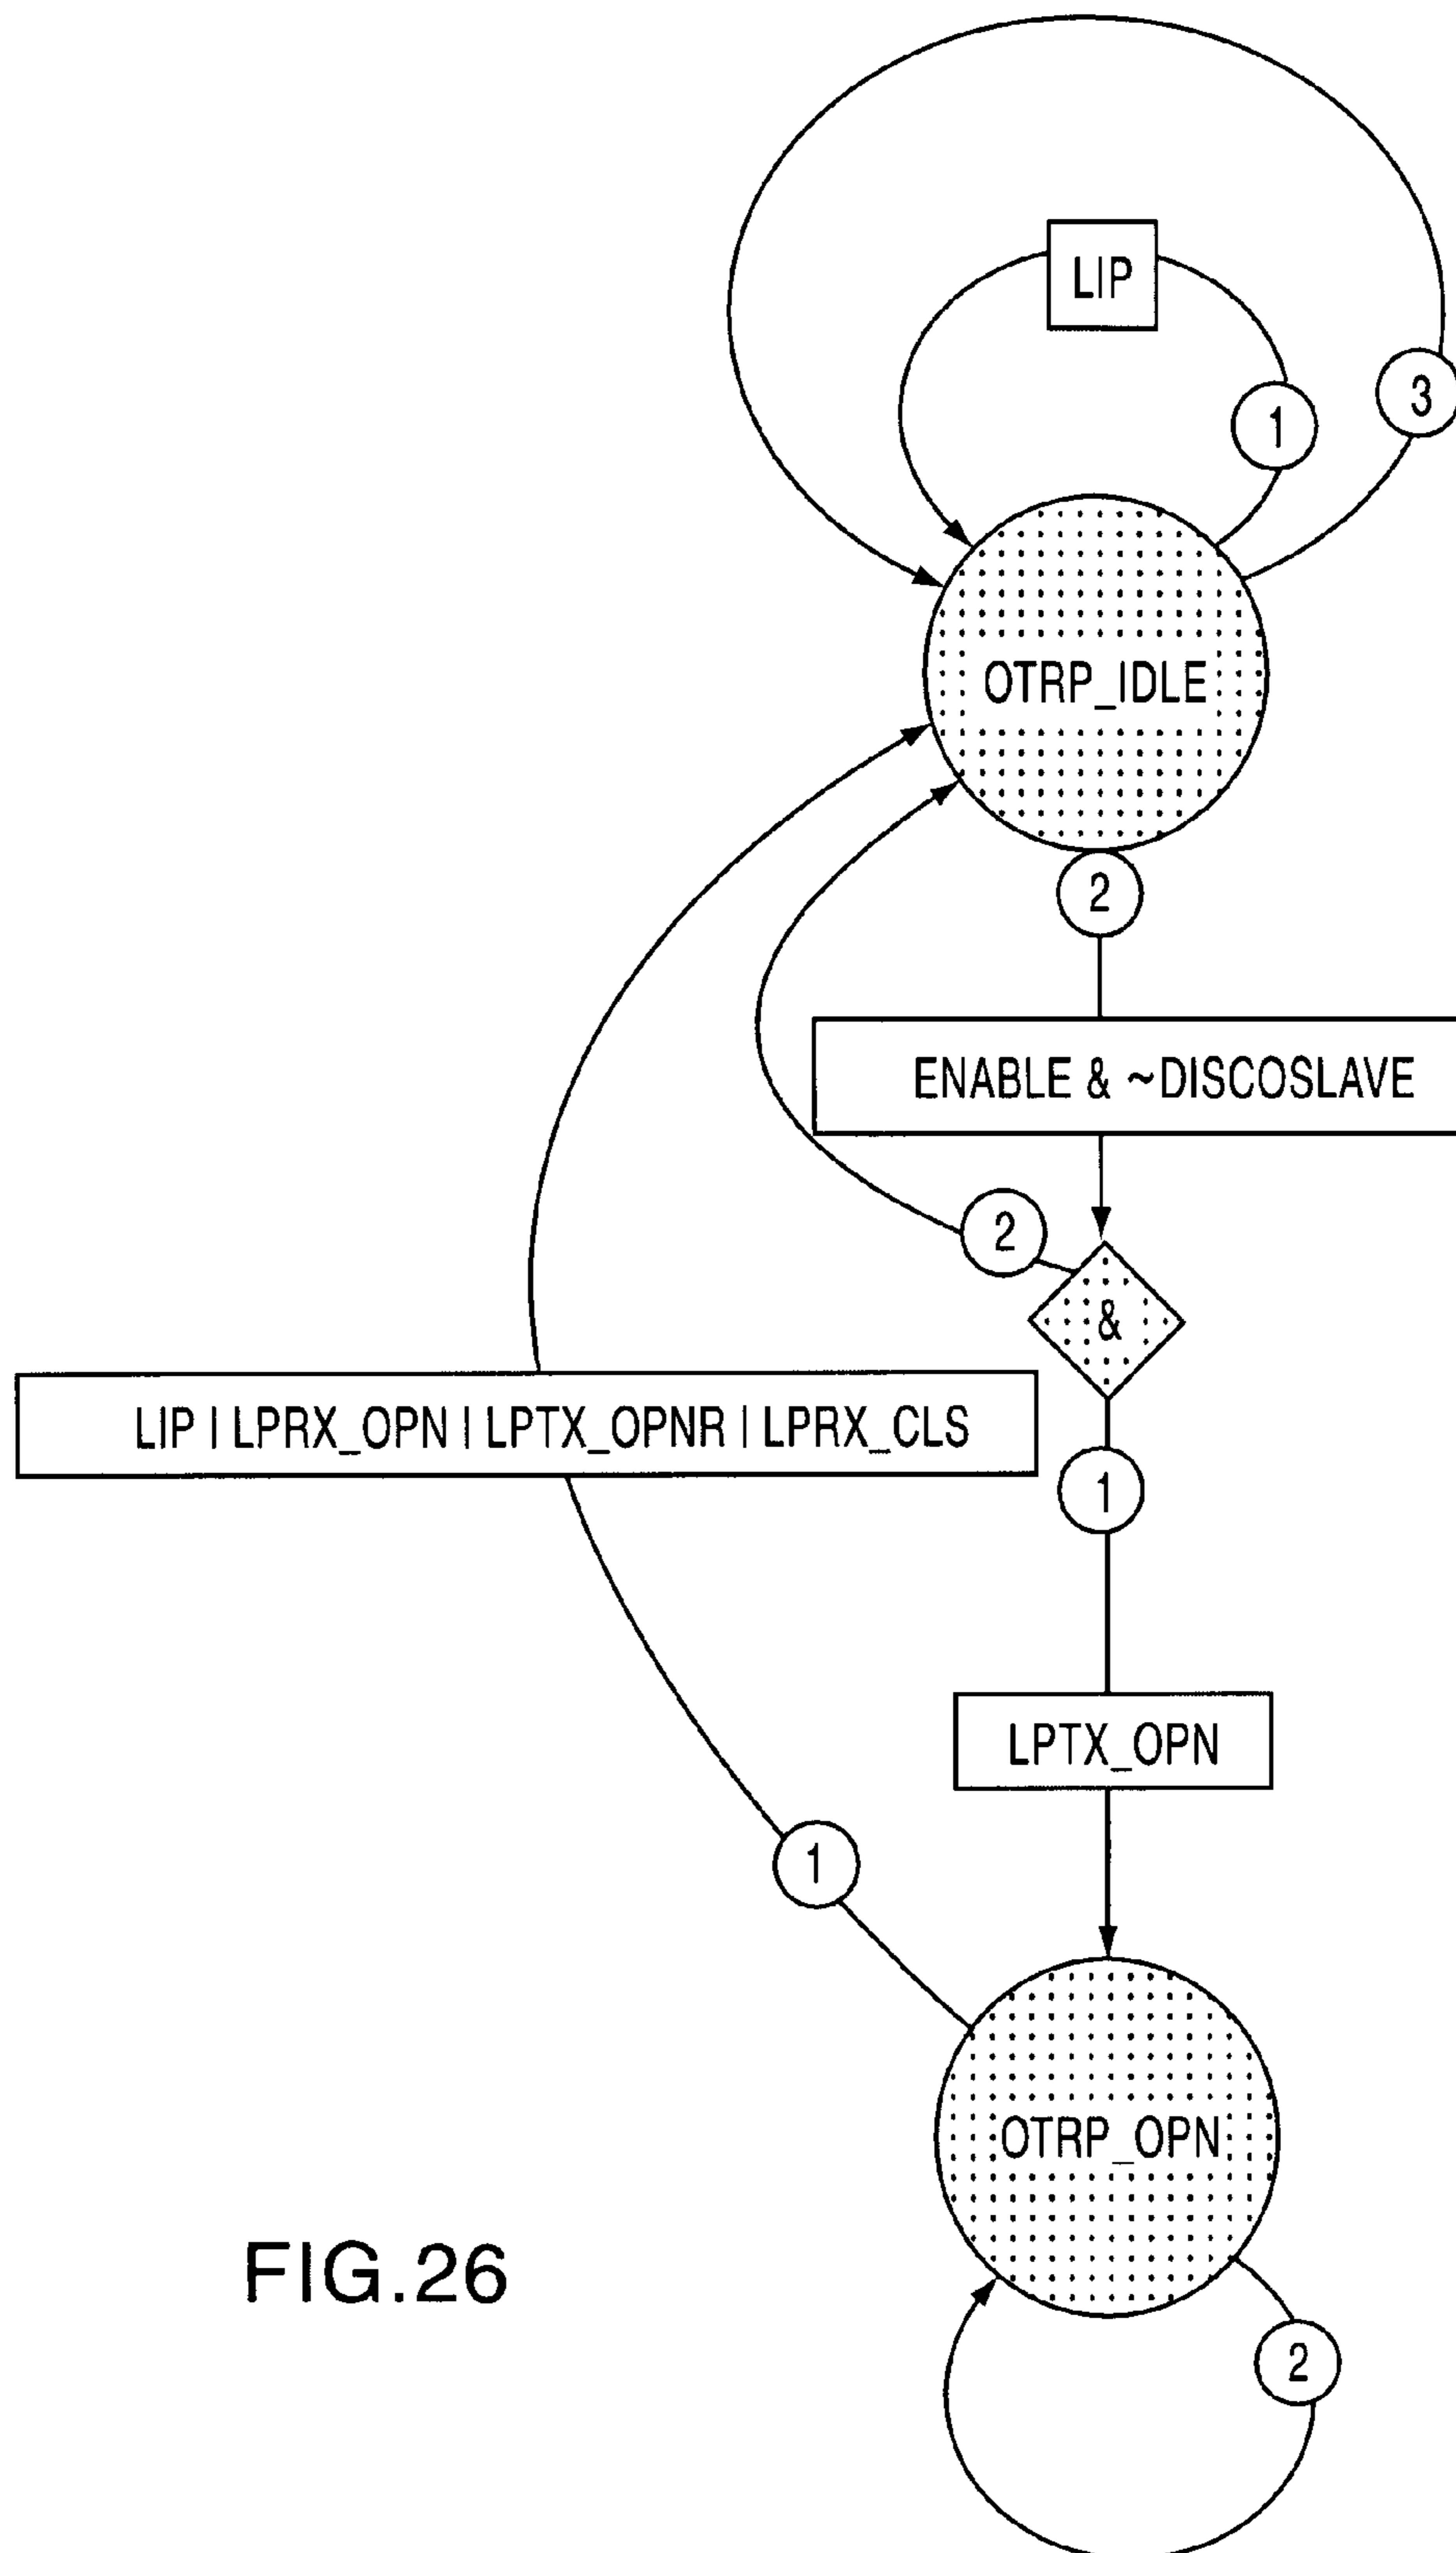 LIP
3
1
OTRP_IDLE
2
ENABLE & ~DISCOSLAVE
2
&
LIP | LPRX_OPN | LPTX_OPNR | LPRX_CLS
1
LPTX_OPN
1
OTRP_OPN
FIG.26
2